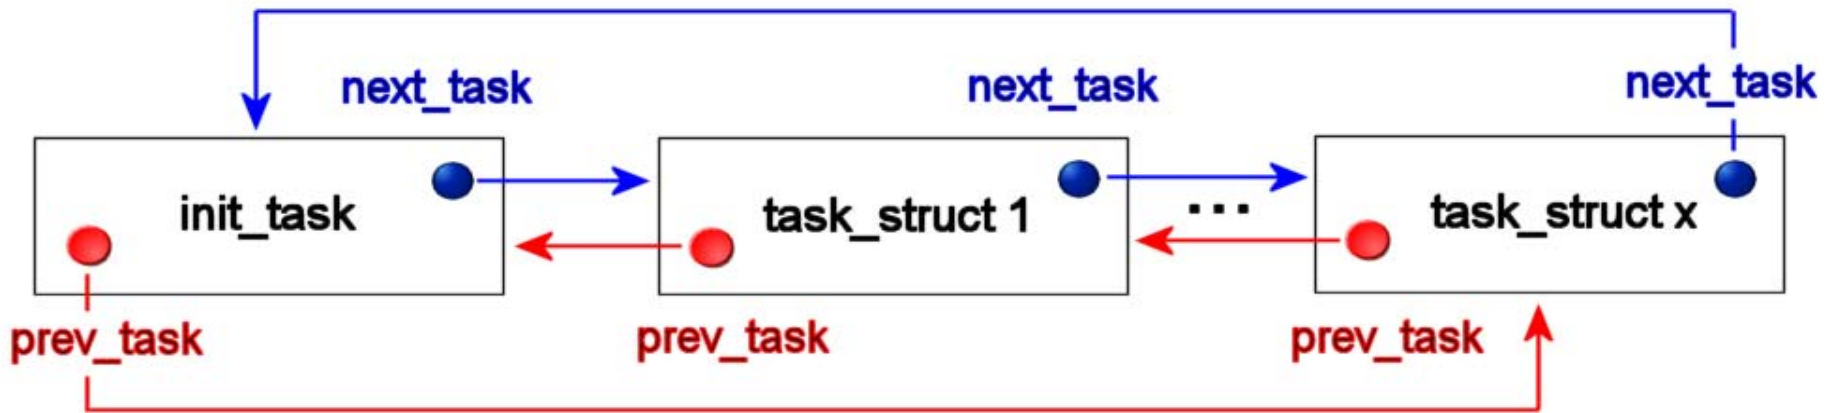 next_task next_task next_task
init_task task_struct 1 ... task_struct x
prev_task prev_task prev_task